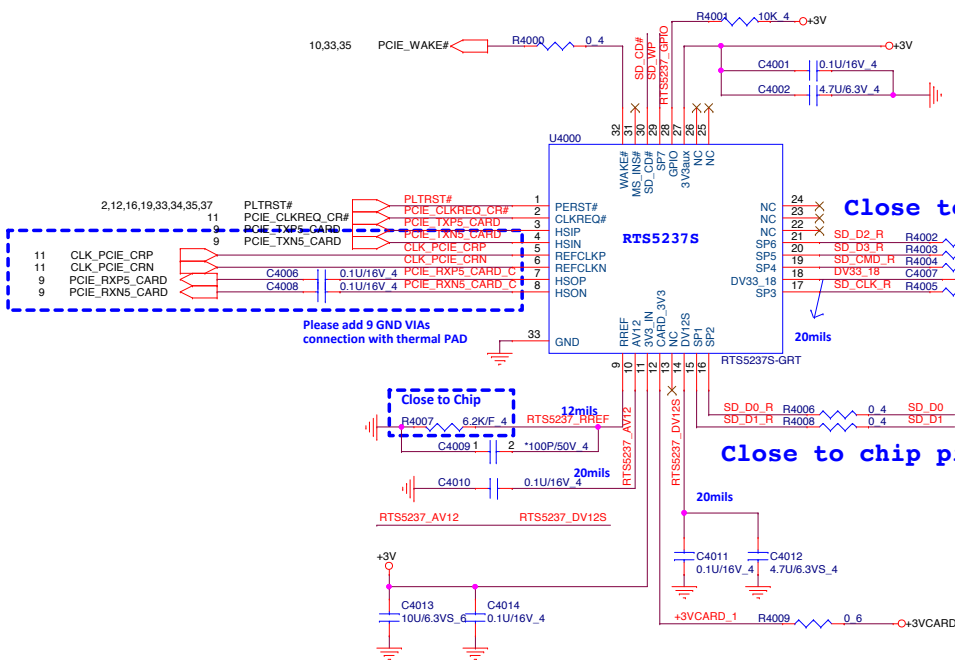 R4001 10K_4 +3V
10,33,35 PCIE_WAKE# R4000 0_4
SD_CD#
SD_WP
RTS5237_GPIO
+3V
C4001 0.1U/16V_4
C4002 4.7U/6.3V_4
32 31 30 29 28 27 26 25
U4000
WAKE# MS_INS# SD_CD# SP7 GPIO 3V3aux NC NC
2,12,16,19,33,34,35,37 PLTRST# PLTRST# 1 PERST#
11 PCIE_CLKREQ_CR# PCIE_CLKREQ_CR# 2 CLKREQ#
9 PCIE_TXP5_CARD PCIE_TXP5_CARD 3 HSIP
9 PCIE_TXN5_CARD PCIE_TXN5_CARD 4 HSIN
11 CLK_PCIE_CRP CLK_PCIE_CRP 5 REFCLKP
11 CLK_PCIE_CRN CLK_PCIE_CRN 6 REFCLKN
9 PCIE_RXP5_CARD C4006 0.1U/16V_4 PCIE_RXP5_CARD_C 7 HSOP
9 PCIE_RXN5_CARD C4008 0.1U/16V_4 PCIE_RXN5_CARD_C 8 HSON
RTS5237S
NC 24
NC 23
NC 22
Close to
SP6 21 SD_D2_R R4002
SP5 20 SD_D3_R R4003
SP4 19 SD_CMD_R R4004
DV33_18 18 DV33_18 C4007
SP3 17 SD_CLK_R R4005
20mils
Please add 9 GND VIAs
connection with thermal PAD
33 GND
RREF AV12 3V3_IN CARD_3V3 NC DV12S SP1 SP2
RTS5237S-GRT
9 10 11 12 13 14 15 16
Close to Chip
R4007 6.2K/F_4 RTS5237_RREF
12mils
C4009 1 2 *100P/50V_4
20mils
C4010 0.1U/16V_4
RTS5237_AV12
RTS5237_DV12S
SD_D0_R R4006 0_4 SD_D0
SD_D1_R R4008 0_4 SD_D1
Close to chip p
20mils
RTS5237_AV12 RTS5237_DV12S
C4011
0.1U/16V_4
C4012
4.7U/6.3VS_4
+3V
C4013
10U/6.3VS_6
C4014
0.1U/16V_4
+3VCARD_1 R4009 0_6 +3VCARD